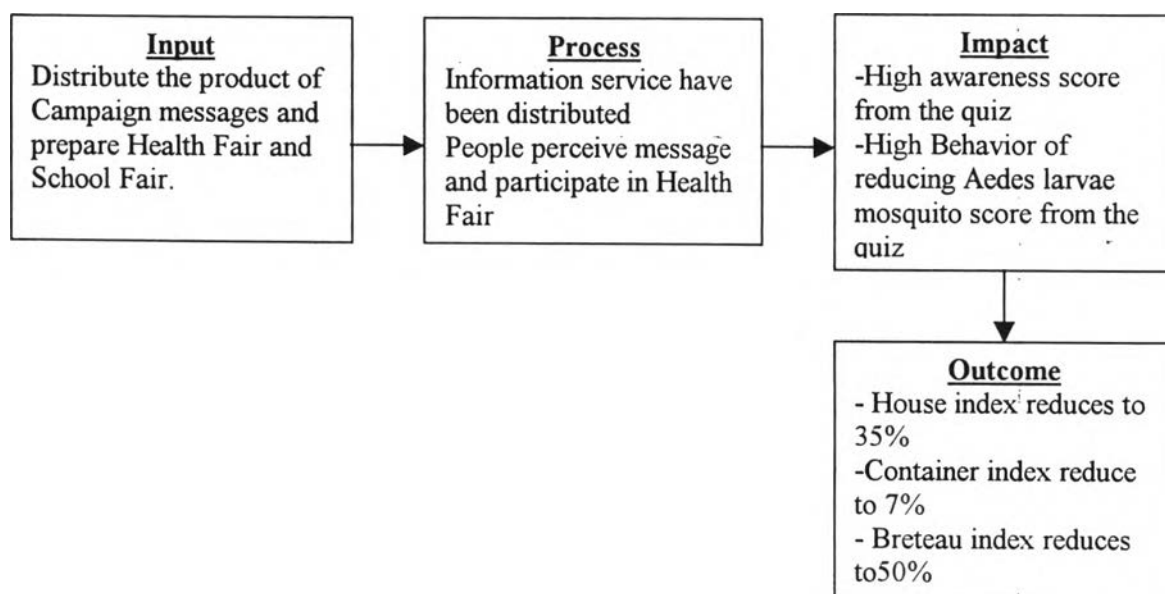 Input
Distribute the product of
Campaign messages and
prepare Health Fair and
School Fair.
Process
Information service have
been distributed
People perceive message
and participate in Health
Fair
Impact
-High awareness score
from the quiz
-High Behavior of
reducing Aedes larvae
mosquito score from the
quiz
Outcome
- House index reduces to
35%
-Container index reduce
to 7%
- Breteau index reduces
to50%